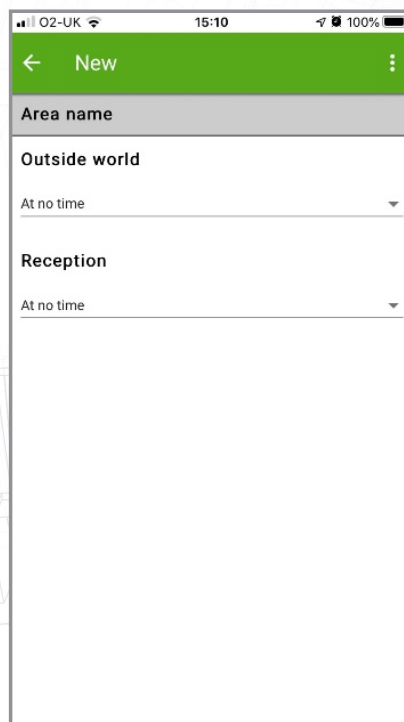 O2-UK 15:10 100%
New
Area name
Outside world
At no time
Reception
At no time